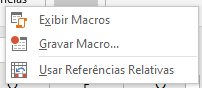 Exibir Macros
Gravar Macro...
Usar Referências Relativas